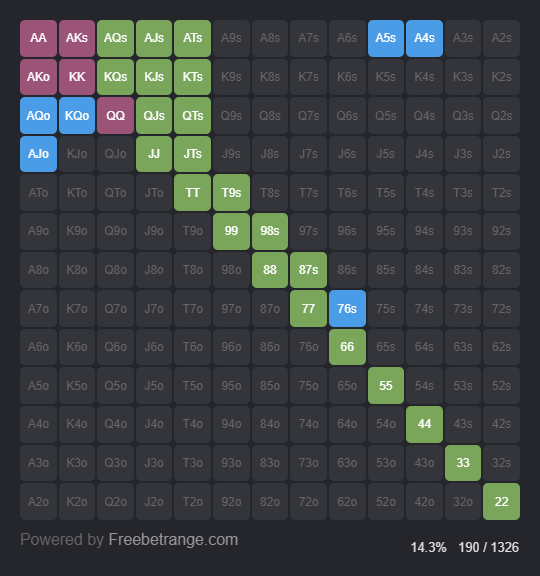 AA AKs AQs AJs ATs A9s A8s A7s A6s A5s A4s A3s A2s
AKo KK KQs KJs KTs K9s K8s K7s K6s K5s K4s K3s K2s
AQo KQo QQ QJs QTs Q9s Q8s Q7s Q6s Q5s Q4s Q3s Q2s
AJo KJo QJo JJ JTs J9s J8s J7s J6s J5s J4s J3s J2s
ATo KTo QTo JTo TT T9s T8s T7s T6s T5s T4s T3s T2s
A9o K9o Q9o J9o T9o 99 98s 97s 96s 95s 94s 93s 92s
A8o K8o Q8o J8o T8o 98o 88 87s 86s 85s 84s 83s 82s
A7o K7o Q7o J7o T7o 97o 87o 77 76s 75s 74s 73s 72s
A6o K6o Q6o J6o T6o 96o 86o 76o 66 65s 64s 63s 62s
A5o K5o Q5o J5o T5o 95o 85o 75o 65o 55 54s 53s 52s
A4o K4o Q4o J4o T4o 94o 84o 74o 64o 54o 44 43s 42s
A3o K3o Q3o J3o T3o 93o 83o 73o 63o 53o 43o 33 32s
A2o K2o Q2o J2o T2o 92o 82o 72o 62o 52o 42o 32o 22
Powered by Freebetrange.com
14.3% 190 / 1326